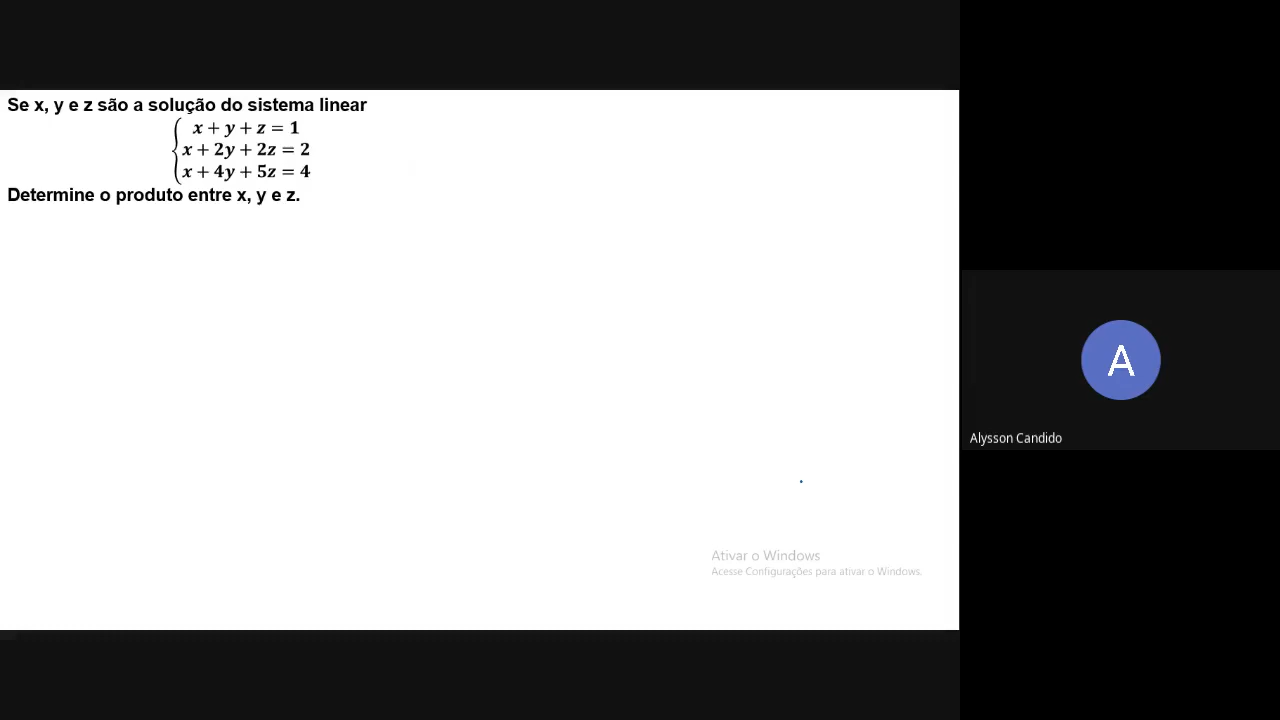 Se x, y e z são a solução do sistema linear
x + y + z = 1
x + 2y + 2z = 2
x + 4y + 5z = 4
Determine o produto entre x, y e z.
A
Alysson Candido
Ativar o Windows
Acesse Configurações para ativar o Windows.